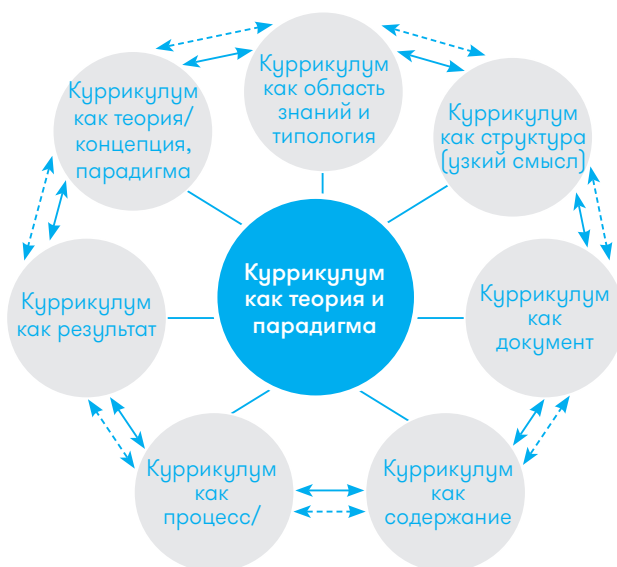 Куррикулум
как область
знаний и
типология
Куррикулум
как теория/
концепция,
парадигма
Куррикулум
как структура
(узкий смысл)
Куррикулум
как теория и
парадигма
Куррикулум
как результат
Куррикулум
как
документ
Куррикулум
как
процесс/
Куррикулум
как
содержание